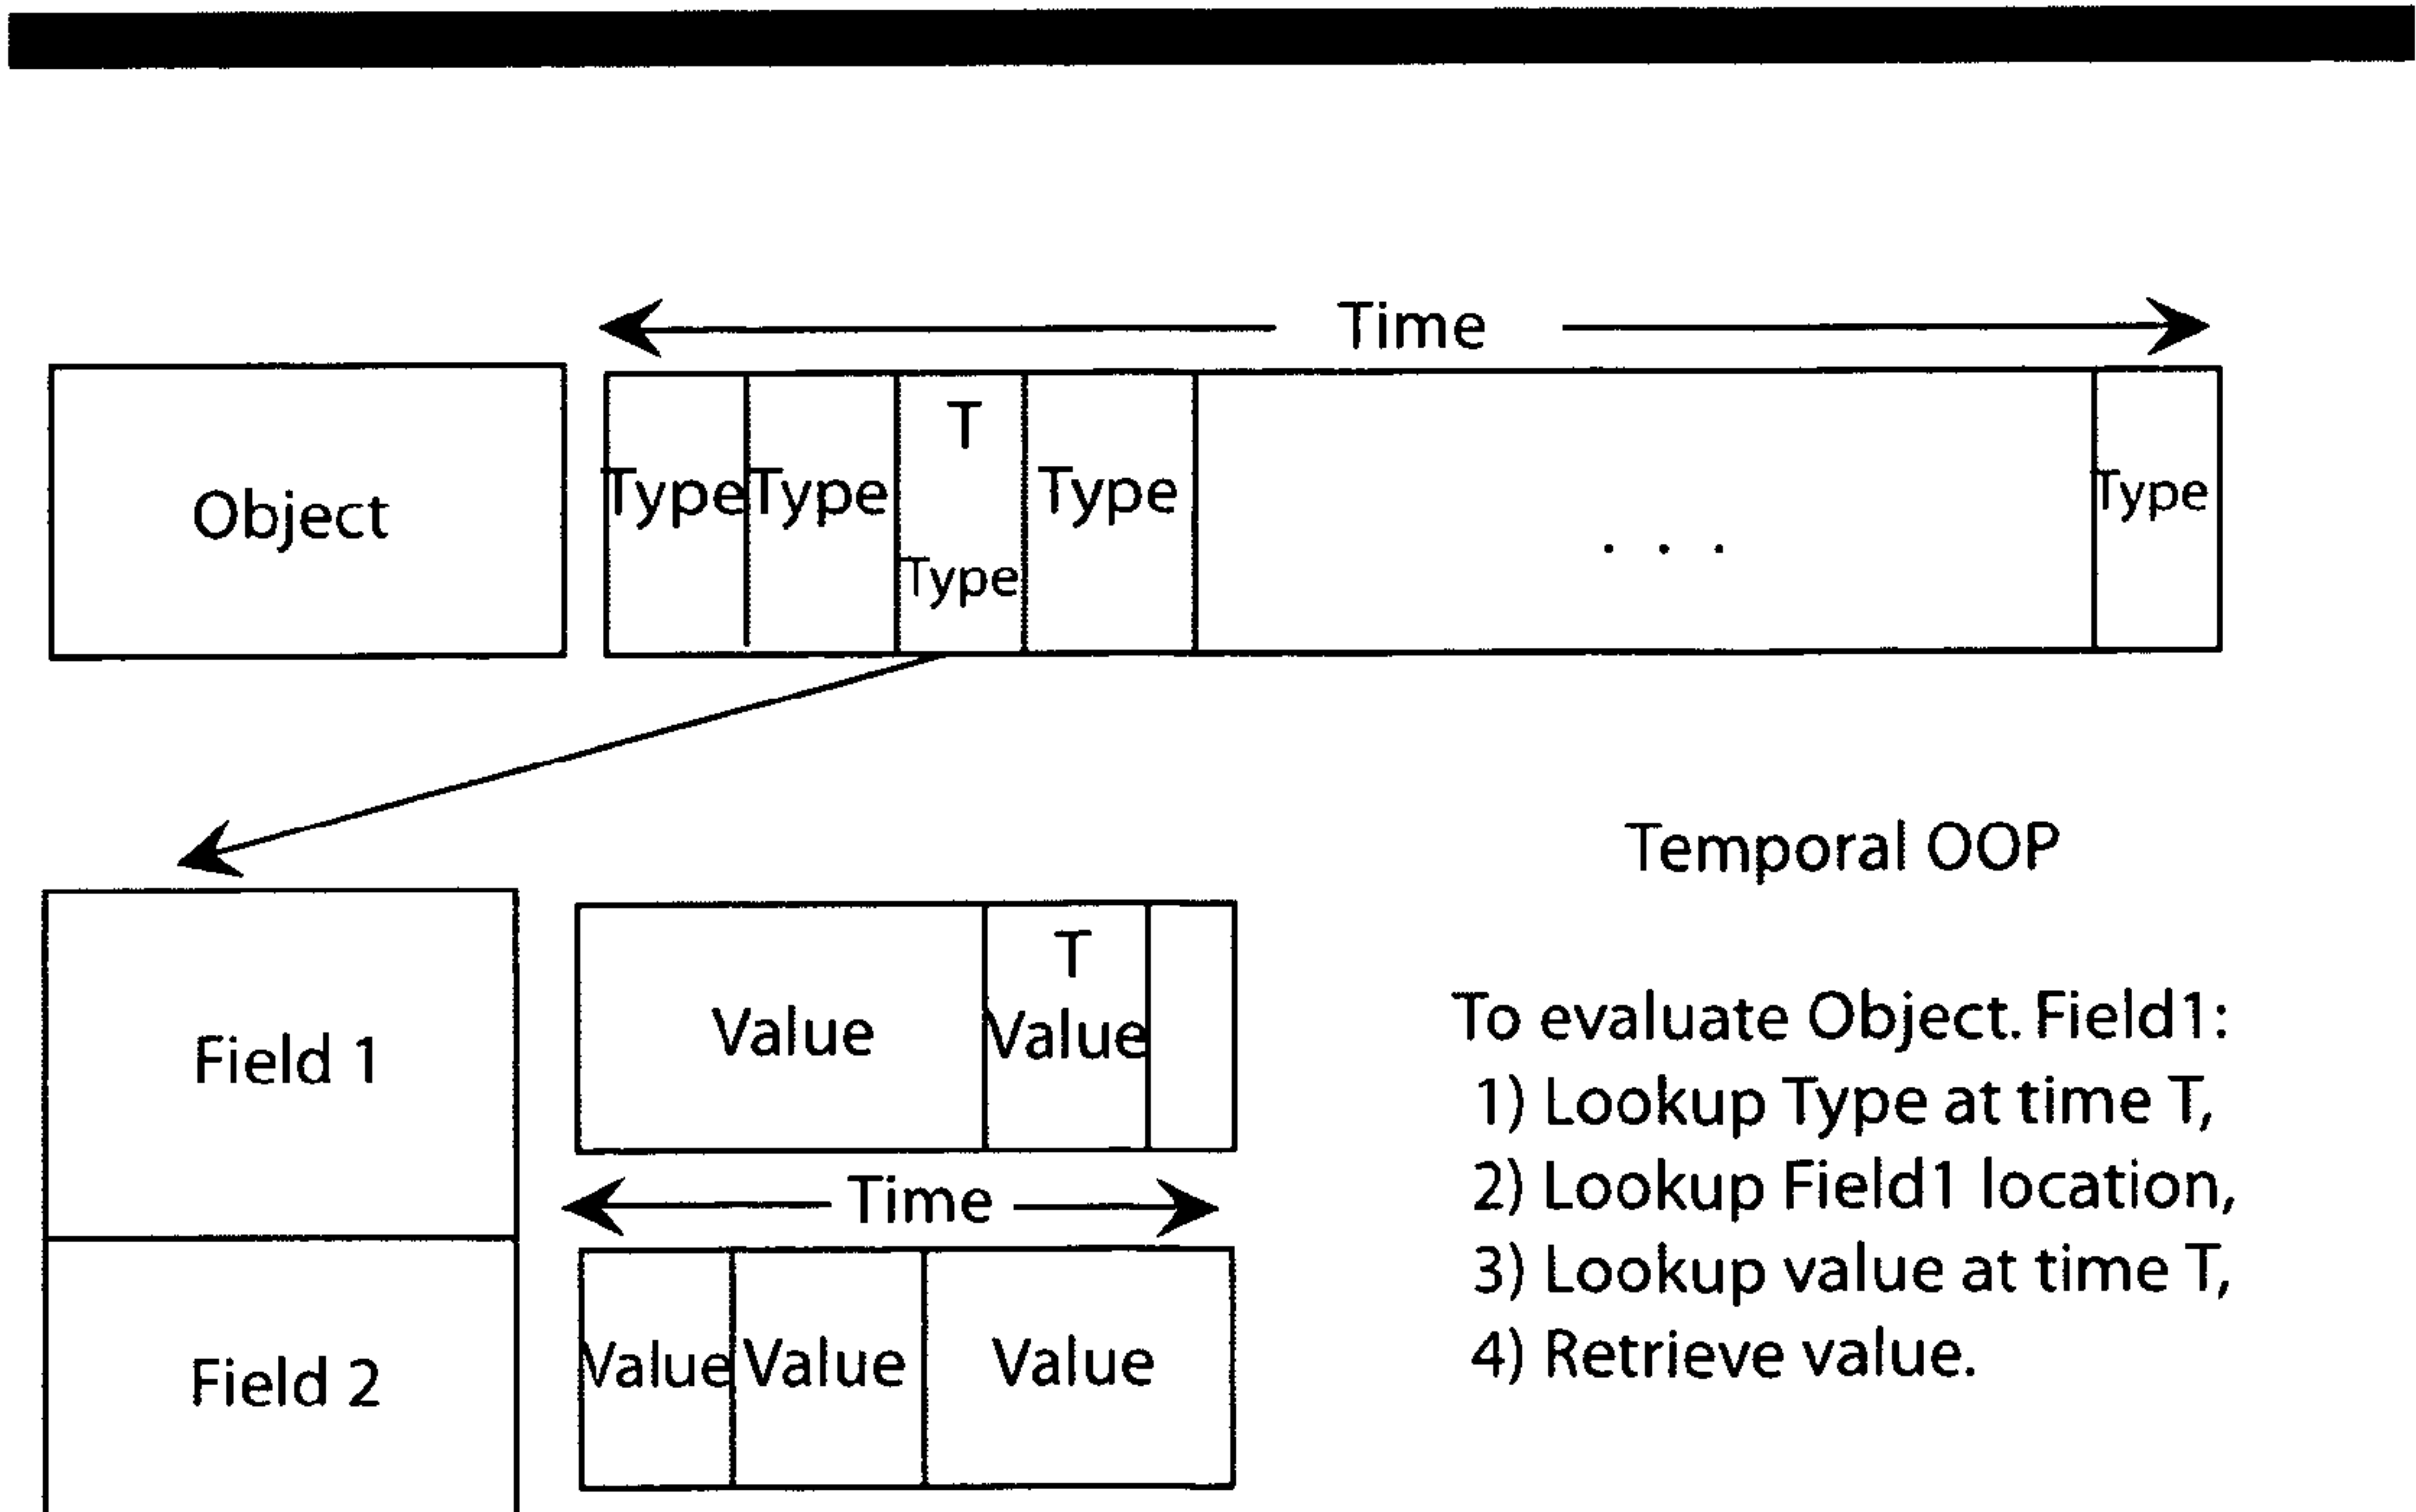 Time
Object
Type Type T Type Type Type
. . .
Temporal OOP
Field 1
Value T Value
Time
Field 2
Value Value Value
To evaluate Object. Field1:
1) Lookup Type at time T,
2) Lookup Field1 location,
3) Lookup value at time T,
4) Retrieve value.